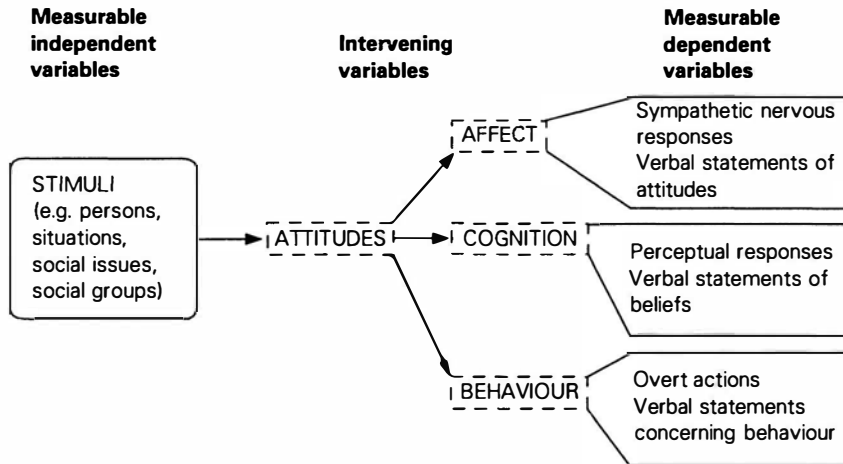 Measurable
independent
variables
Intervening
variables
Measurable
dependent
variables
STIMULI
(e.g. persons,
situations,
social issues,
social groups)
ATTITUDES
AFFECT
COGNITION
BEHAVIOUR
Sympathetic nervous
responses
Verbal statements of
attitudes
Perceptual responses
Verbal statements of
beliefs
Overt actions
Verbal statements
concerning behaviour